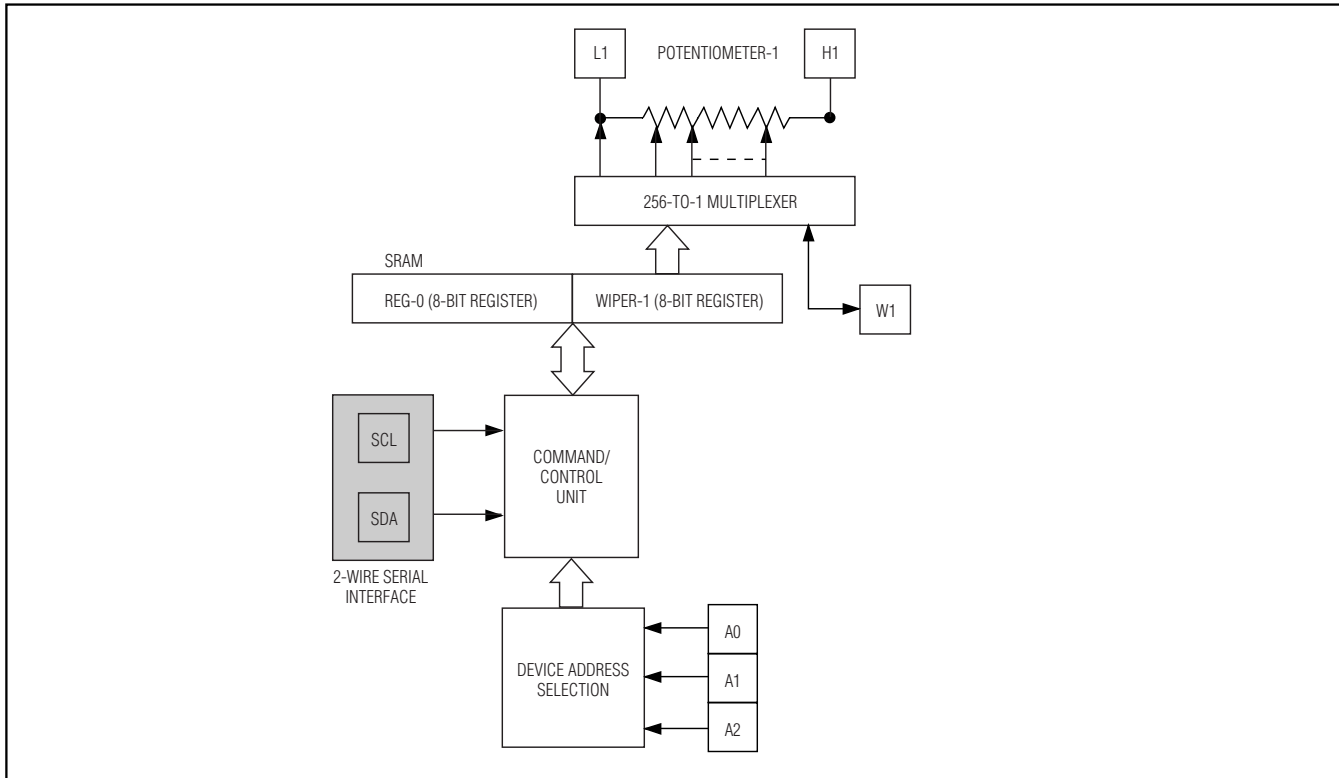 L1
POTENTIOMETER-1
H1
256-TO-1 MULTIPLEXER
SRAM
REG-0 (8-BIT REGISTER)
WIPER-1 (8-BIT REGISTER)
W1
SCL
SDA
COMMAND/
CONTROL
UNIT
2-WIRE SERIAL
INTERFACE
DEVICE ADDRESS
SELECTION
A0
A1
A2